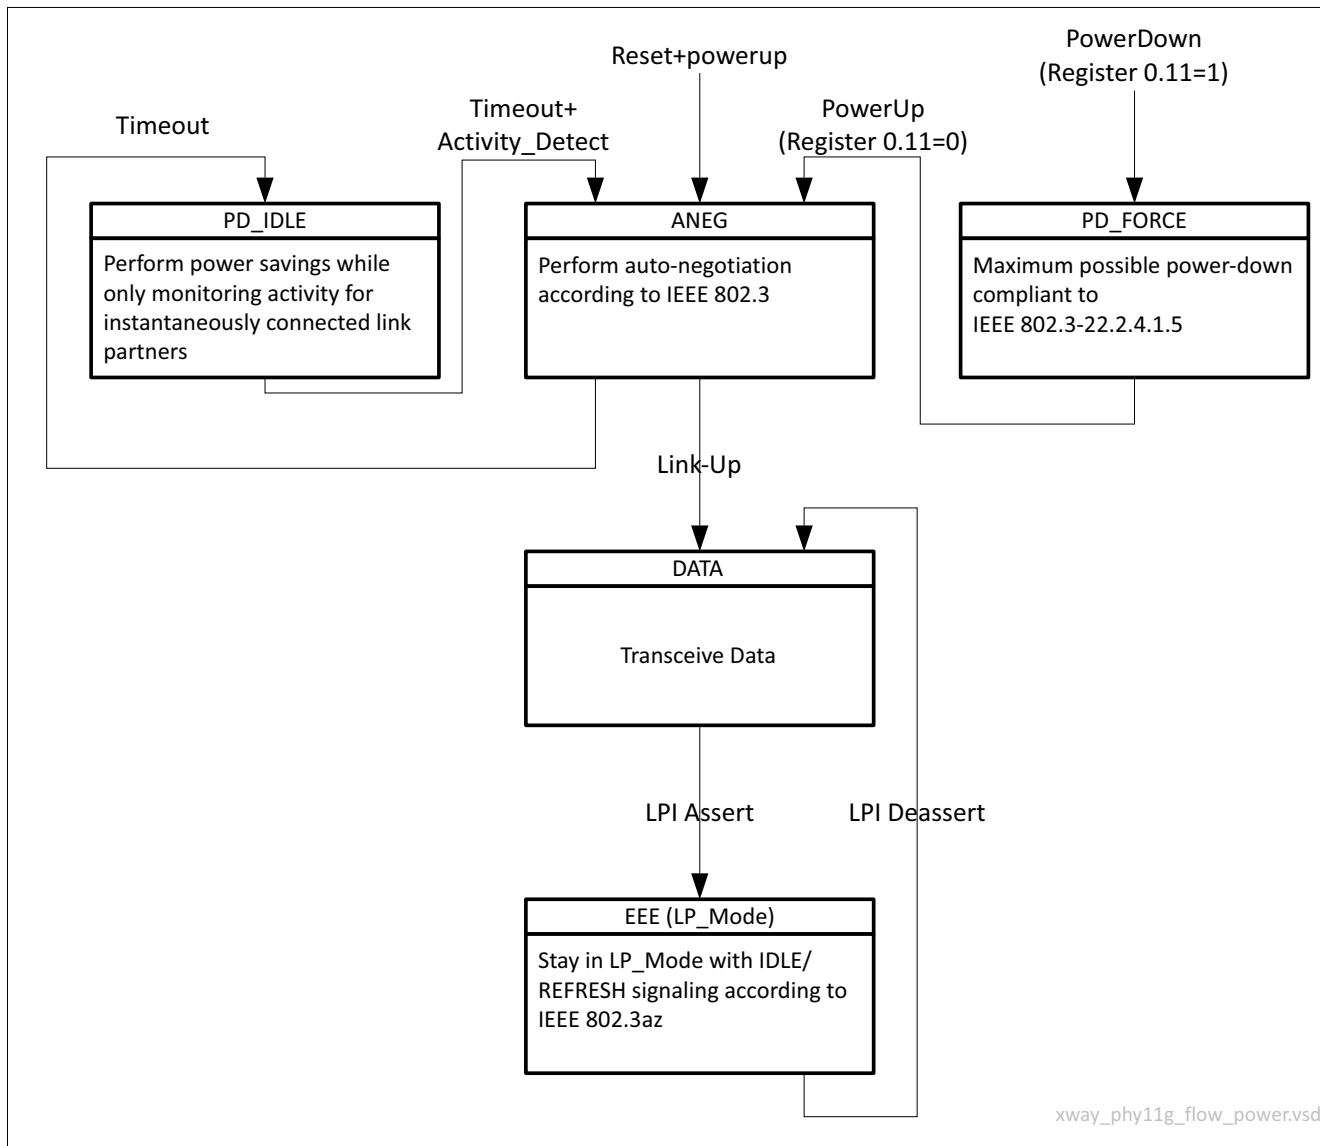 PowerDown
(Register 0.11=1)
Reset+powerup
Timeout
Timeout+
Activity_Detect
PowerUp
(Register 0.11=0)
PD_IDLE
Perform power savings while
only monitoring activity for
instantaneously connected link
partners
ANEG
Perform auto-negotiation
according to IEEE 802.3
PD_FORCE
Maximum possible power-down
compliant to
IEEE 802.3-22.2.4.1.5
Link-Up
DATA
Transceive Data
LPI Assert
LPI Deassert
EEE (LP_Mode)
Stay in LP_Mode with IDLE/
REFRESH signaling according to
IEEE 802.3az
xway_phy11g_flow_power.vsd